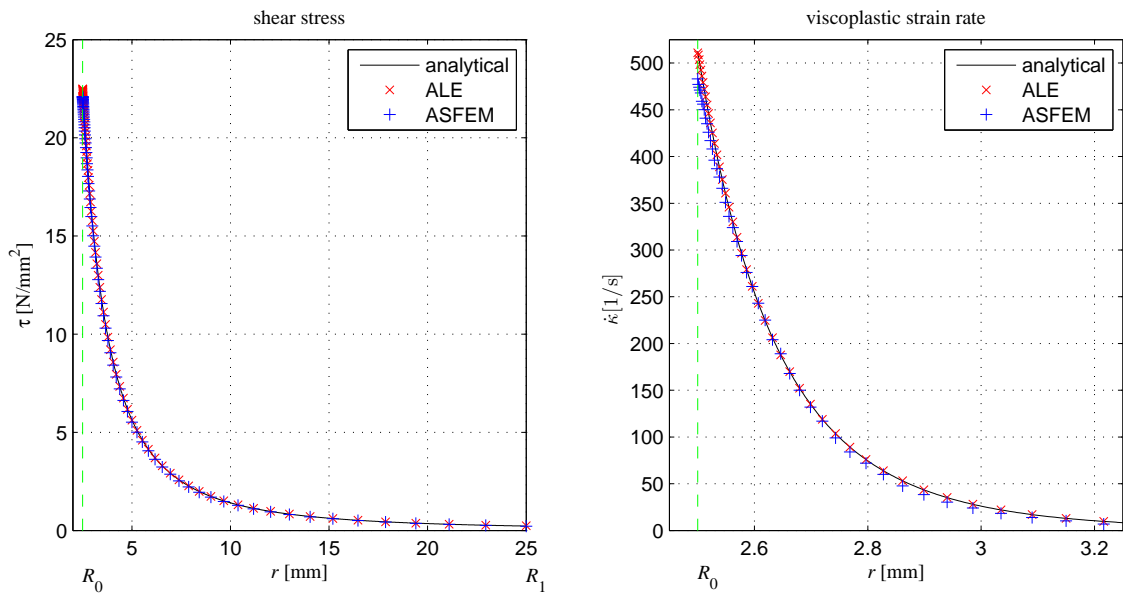 shear stress
25
20
15
10
5
0
5
10
15
20
25
τ [N/mm²]
r [mm]
R₀
R₁
analytical
ALE
ASFEM
viscoplastic strain rate
500
450
400
350
300
250
200
150
100
50
0
2.6
2.8
3
3.2
κ̇ [1/s]
r [mm]
R₀
analytical
ALE
ASFEM